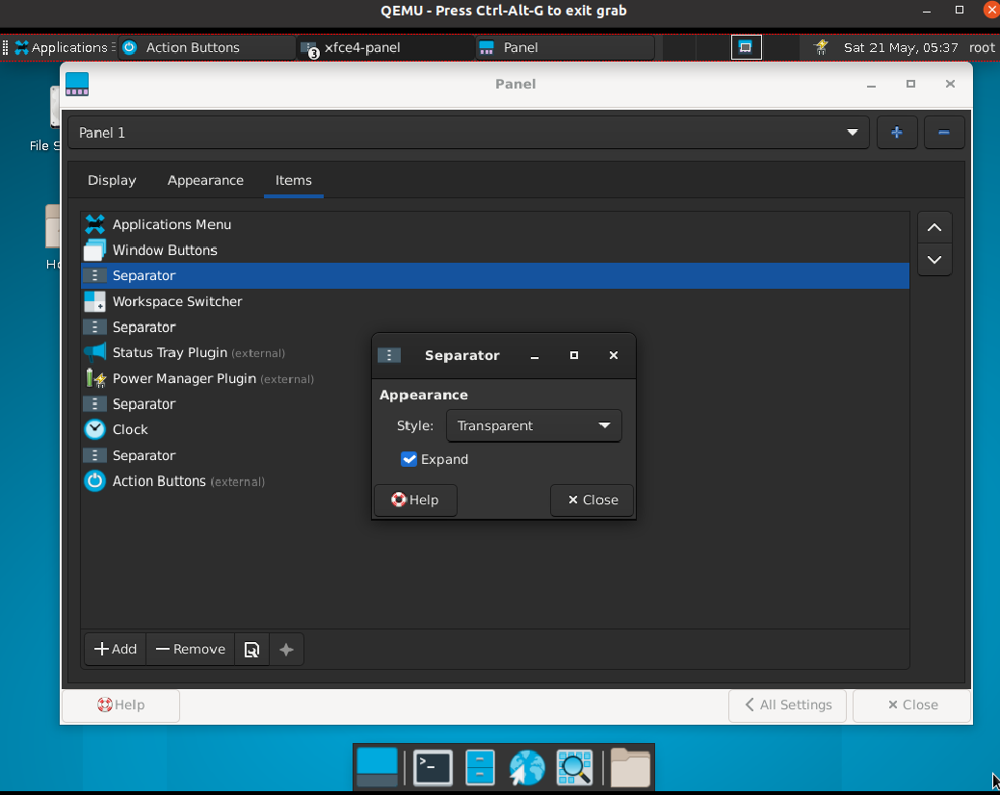 QEMU - Press Ctrl-Alt-G to exit grab
Applications
Action Buttons
3
xfce4-panel
Panel
Sat 21 May, 05:37
root
Panel
File S
Panel 1
Display
Appearance
Items
Applications Menu
Window Buttons
Separator
Workspace Switcher
Separator
Status Tray Plugin (external)
Power Manager Plugin (external)
Separator
Clock
Separator
Action Buttons (external)
Ho
Separator
Appearance
Style:
Transparent
Expand
Help
Close
Add
Remove
Help
All Settings
Close